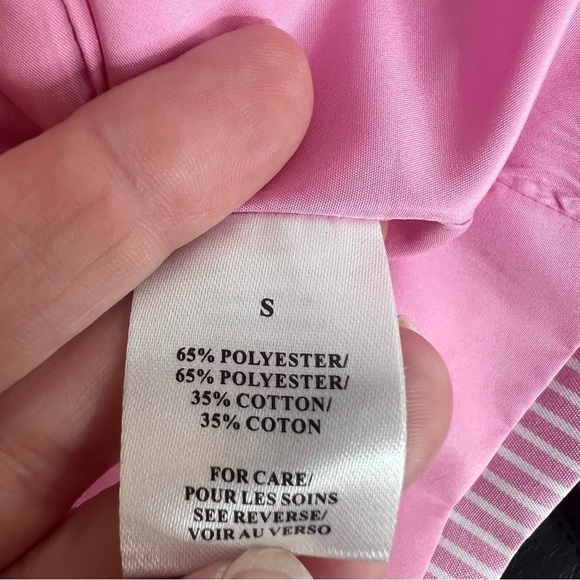 S
65% POLYESTER/
65% POLYESTER/
35% COTTON/
35% COTON
FOR CARE/
POUR LES SOINS
SEE REVERSE/
VOIR AU VERSO